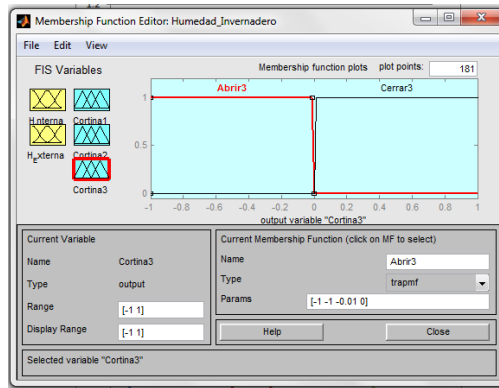 1.2
Membership Function Editor: Humedad_Invernadero
File Edit View
FIS Variables
Membership function plots plot points: 181
H_Interna Cortina1
H_Externa Cortina2
Cortina3
Abrir3 Cerrar3
1
0.5
0
-1 -0.8 -0.6 -0.4 -0.2 0 0.2 0.4 0.6 0.8 1
output variable "Cortina3"
Current Variable
Name Cortina3
Type output
Range [-1 1]
Display Range [-1 1]
Current Membership Function (click on MF to select)
Name Abrir3
Type trapmf
Params [-1 -1 -0.01 0]
Help Close
Selected variable "Cortina3"